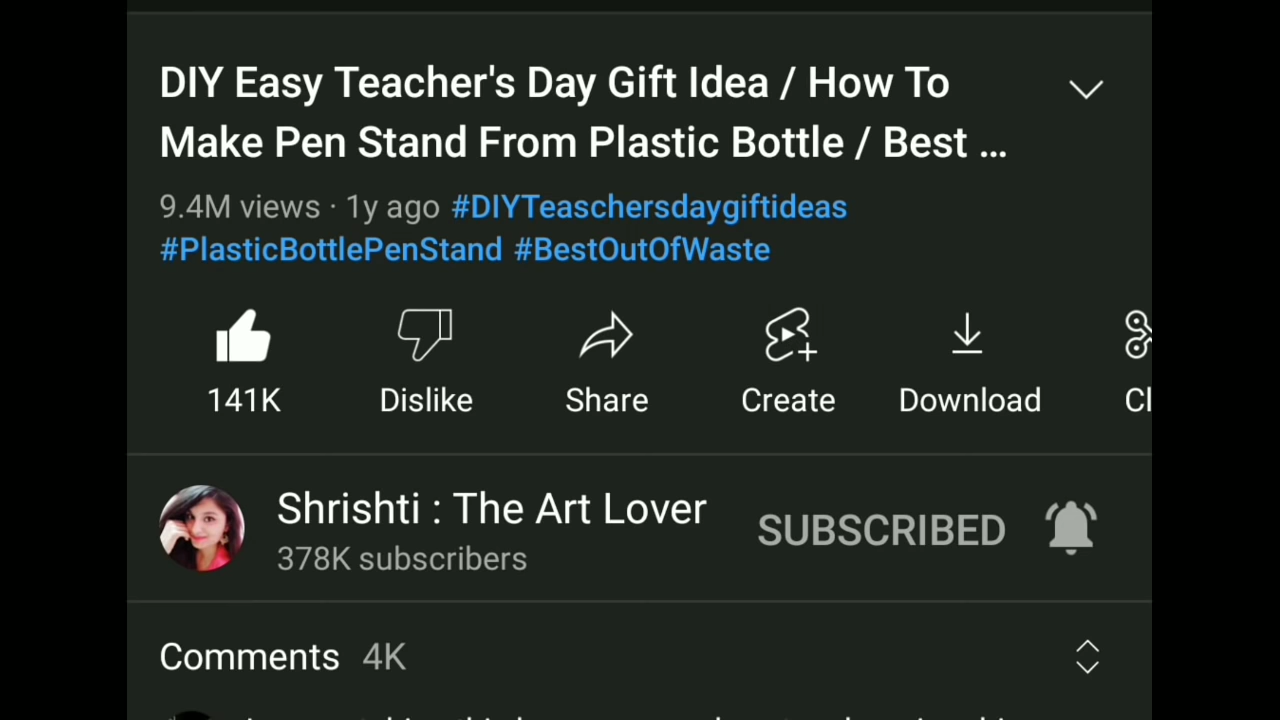 DIY Easy Teacher's Day Gift Idea / How To
Make Pen Stand From Plastic Bottle / Best ...
9.4M views · 1y ago #DIYTeaschersdaygiftideas
#PlasticBottlePenStand #BestOutOfWaste
141K Dislike Share Create Download Cl
Shrishti : The Art Lover
378K subscribers
SUBSCRIBED
Comments 4K